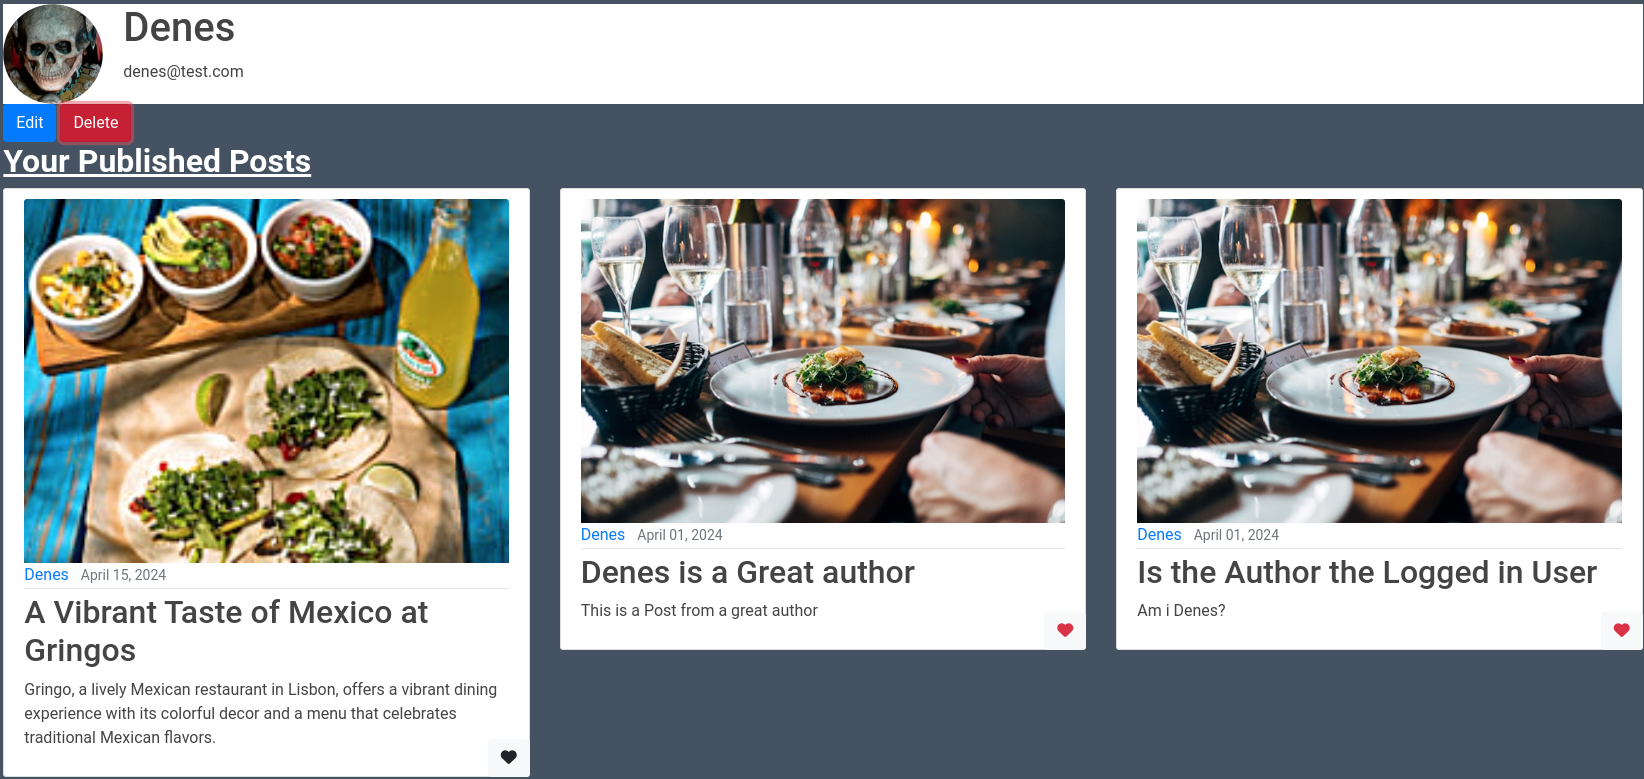 Denes
denes@test.com
Edit
Delete
Your Published Posts
Denes April 15, 2024
A Vibrant Taste of Mexico at
Gringos
Gringo, a lively Mexican restaurant in Lisbon, offers a vibrant dining
experience with its colorful decor and a menu that celebrates
traditional Mexican flavors.
Denes April 01, 2024
Denes is a Great author
This is a Post from a great author
Denes April 01, 2024
Is the Author the Logged in User
Am i Denes?